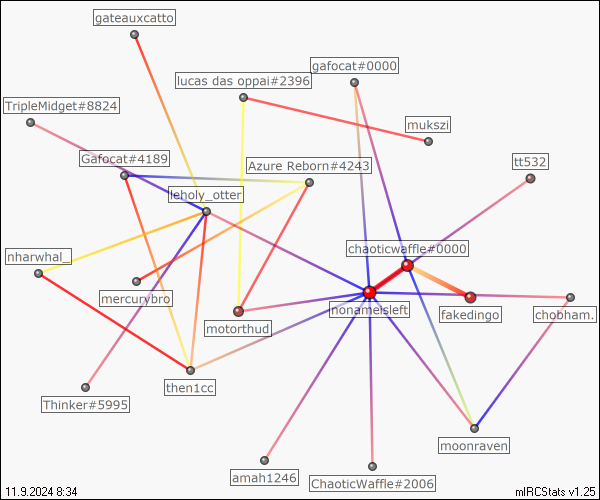 gateauxcatto
gafocat#0000
lucas das oppai#2396
TripleMidget#8824
mukszi
Gafocat#4189
Azure Reborn#4243
tt532
leholy_otter
chaoticwaffle#0000
nharwhal_
mercurybro
nonameisleft
motorthud
fakedingo
chobham.
then1cc
Thinker#5995
moonraven
amah1246
ChaoticWaffle#2006
11.9.2024 8:34
mIRCStats v1.25